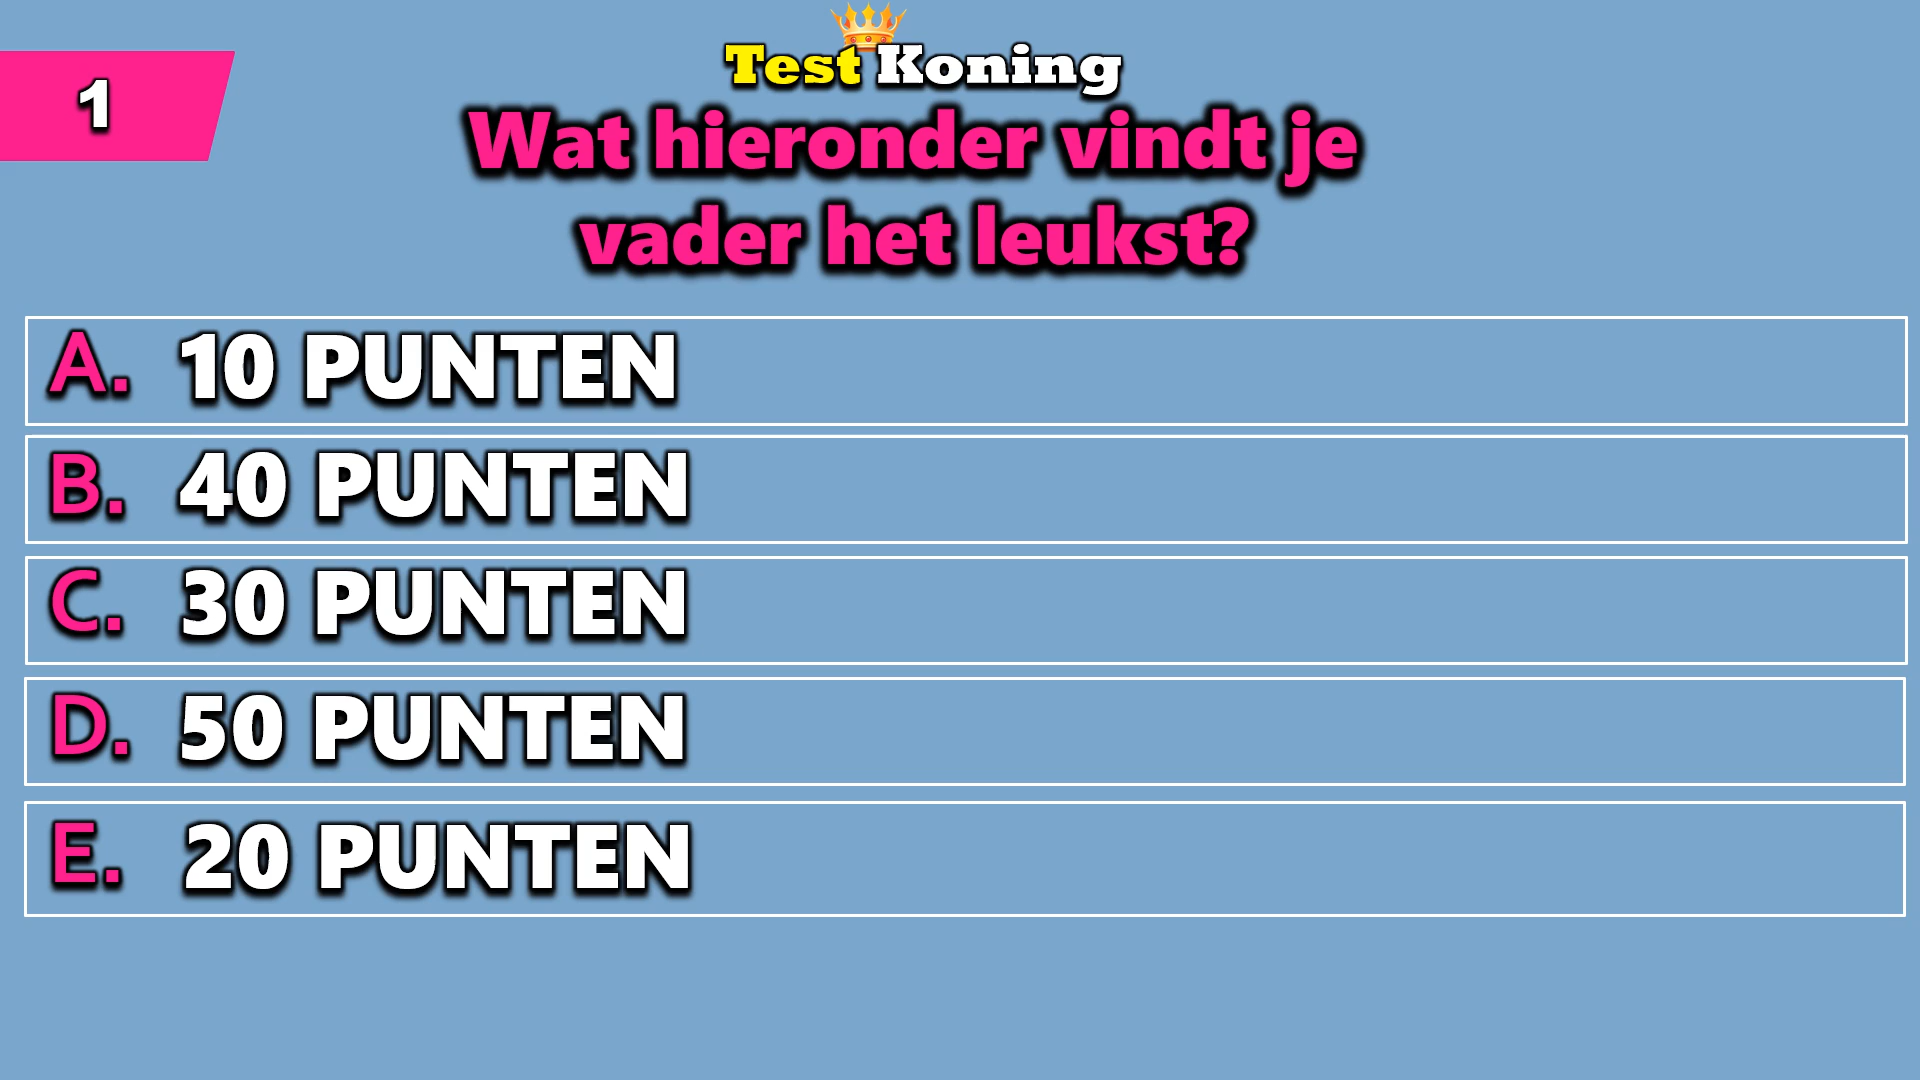 1
Test Koning
Wat hieronder vindt je
vader het leukst?
A. 10 PUNTEN
B. 40 PUNTEN
C. 30 PUNTEN
D. 50 PUNTEN
E. 20 PUNTEN